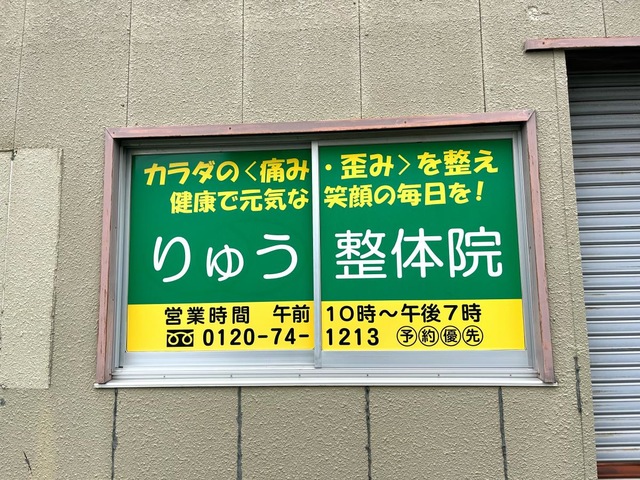 カラダの＜痛み・歪み＞を整え
健康で元気な笑顔の毎日を！
りゅう整体院
営業時間 午前10時～午後7時
0120-74-1213 予約優先